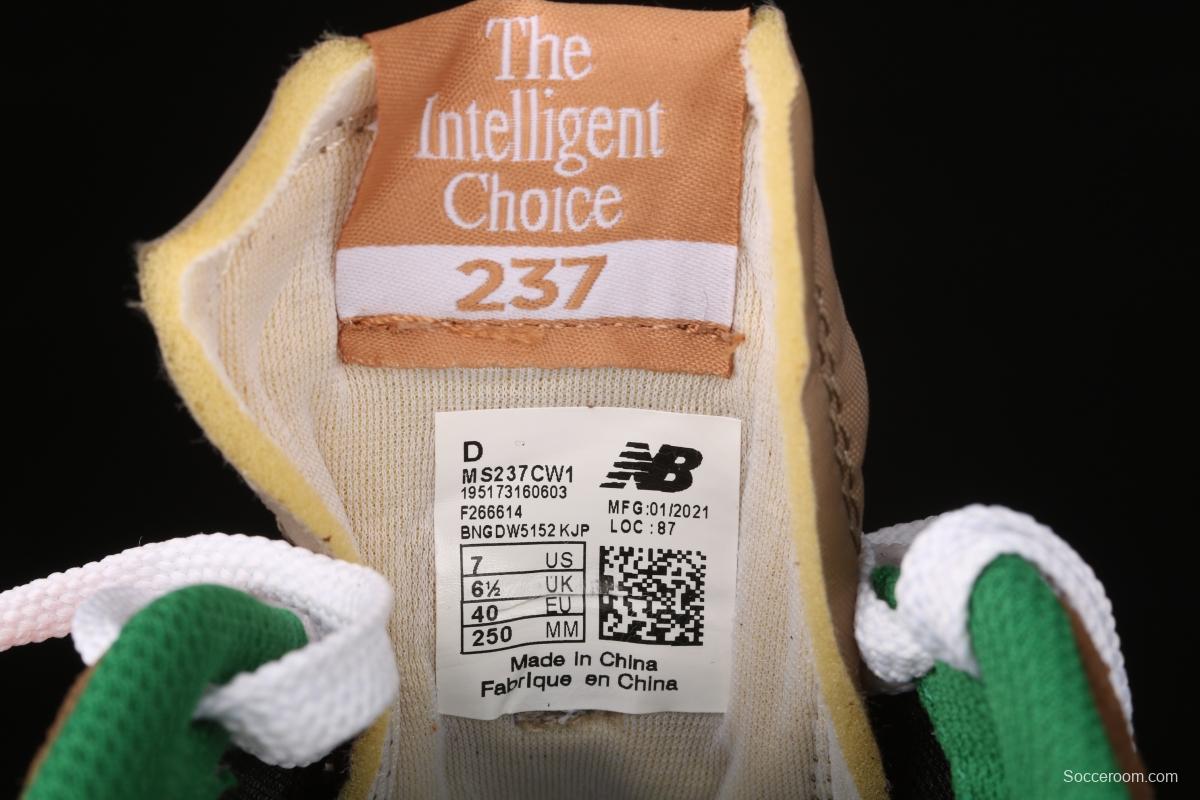 The
Intelligent
Choice
237
D
MS237CW1
195173160603
F266614
BNGDW5152 KJP
NB
MFG:01/2021
LOC : 87
7 US
6½ UK
40 EU
250 MM
Made in China
Fabrique en China
Socceroom.com